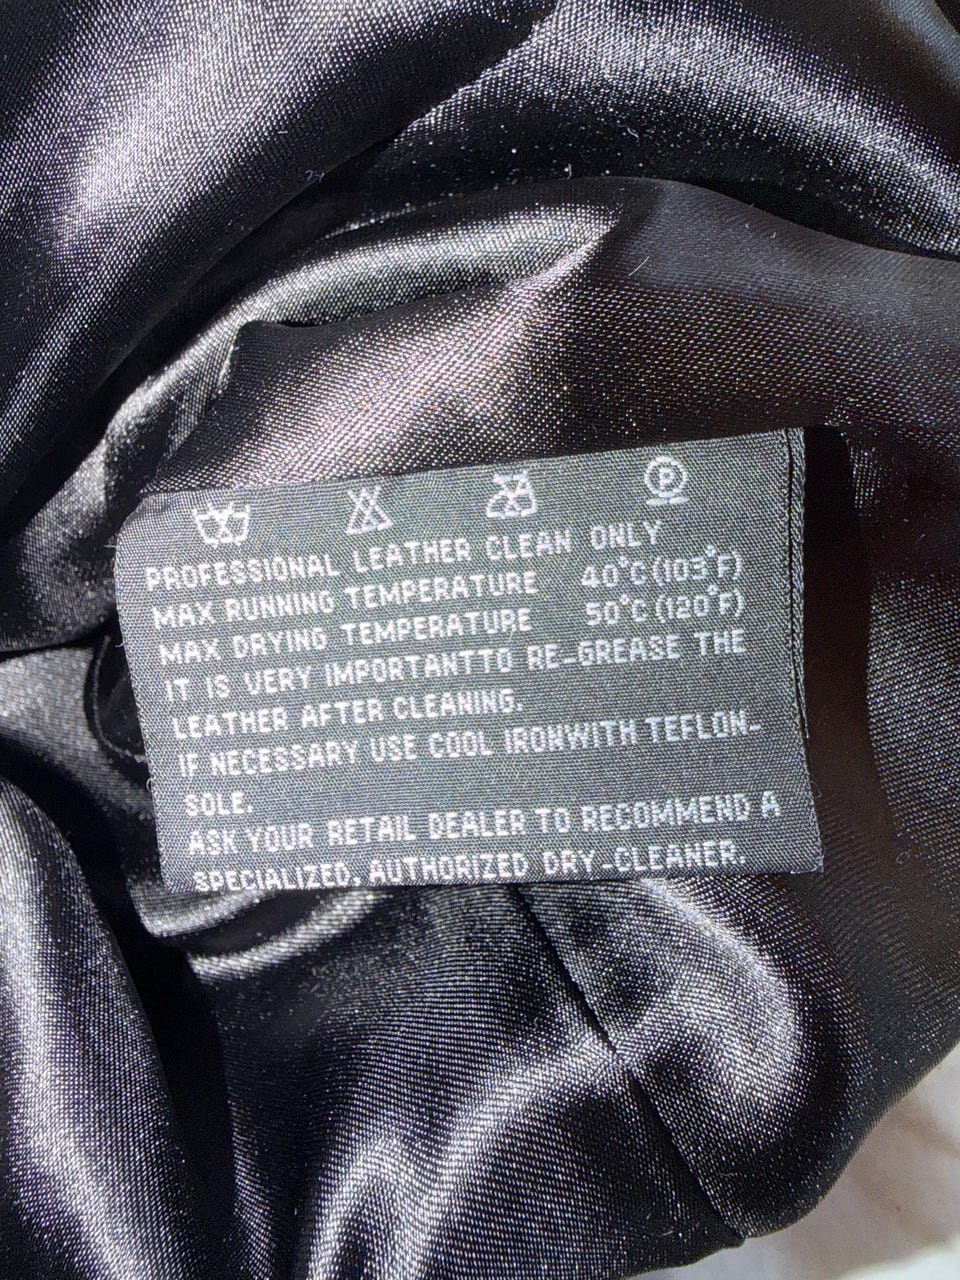 P
PROFESSIONAL LEATHER CLEAN ONLY
MAX RUNNING TEMPERATURE 40°C (103°F)
MAX DRYING TEMPERATURE 50°C (120°F)
IT IS VERY IMPORTANTTO RE-GREASE THE
LEATHER AFTER CLEANING.
IF NECESSARY USE COOL IRONWITH TEFLON-
SOLE.
ASK YOUR RETAIL DEALER TO RECOMMEND A
SPECIALIZED, AUTHORIZED DRY-CLEANER.